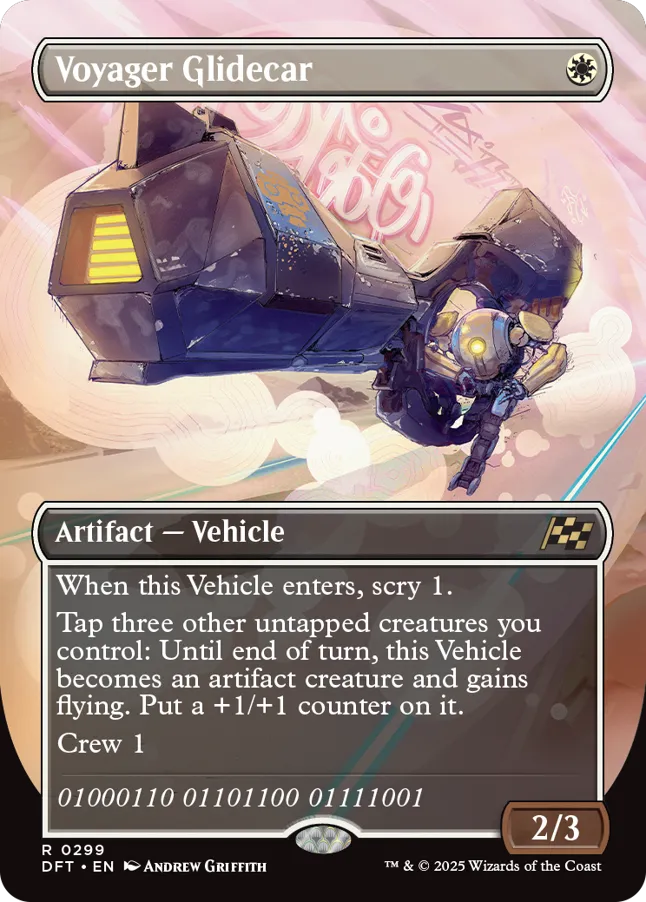 Voyager Glidecar
Artifact — Vehicle
When this Vehicle enters, scry 1.
Tap three other untapped creatures you
control: Until end of turn, this Vehicle
becomes an artifact creature and gains
flying. Put a +1/+1 counter on it.
Crew 1
01000110 01101100 01111001
2/3
R 0299
DFT • EN Andrew Griffith
™ & © 2025 Wizards of the Coast